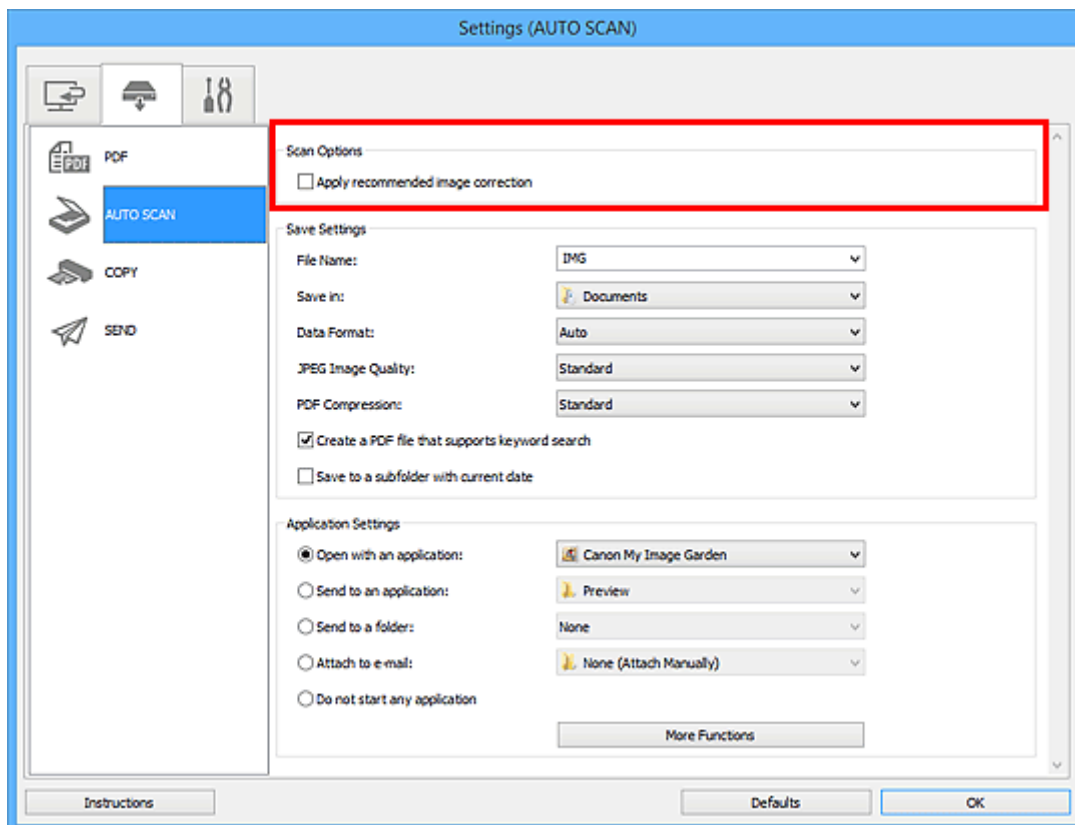 Settings (AUTO SCAN)
PDF
PDF
AUTO SCAN
COPY
SEND
Scan Options
Apply recommended image correction
Save Settings
File Name: IMG
Save in: Documents
Data Format: Auto
JPEG Image Quality: Standard
PDF Compression: Standard
Create a PDF file that supports keyword search
Save to a subfolder with current date
Application Settings
Open with an application: Canon My Image Garden
Send to an application: Preview
Send to a folder: None
Attach to e-mail: None (Attach Manually)
Do not start any application
More Functions
Instructions Defaults OK